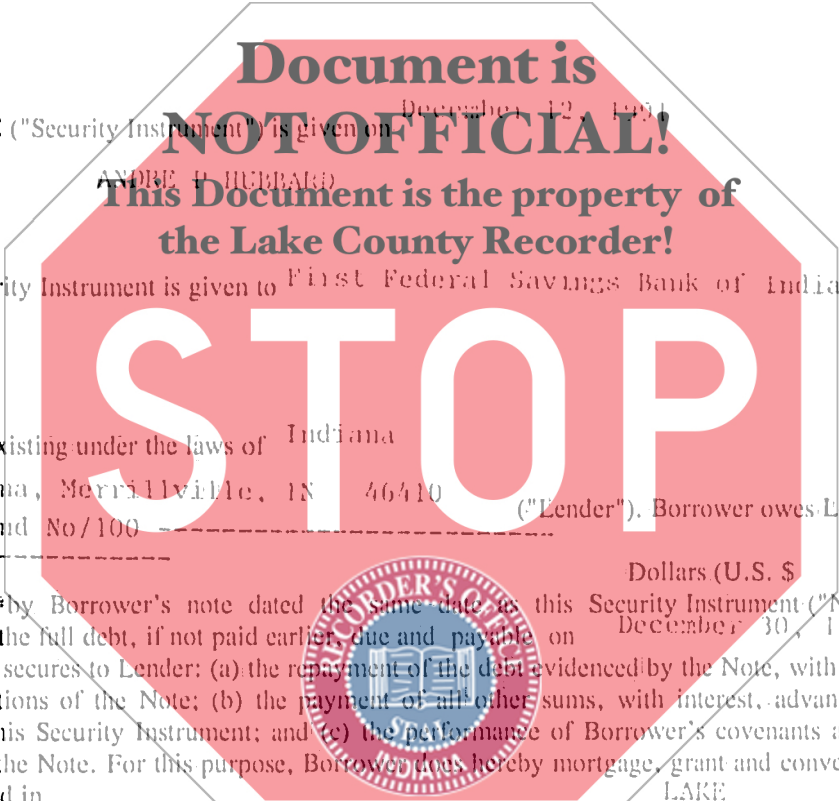 Document is
December 12, 1991
("Security Instrument") is given on
NOT OFFICIAL!
ANDRE HUBBARD
This Document is the property of
the Lake County Recorder!
ity Instrument is given to First Federal Savings Bank of India
STOP
xisting under the laws of Indiana
na, Merrillville, IN 46410
("Lender"). Borrower owes L
nd No/100 --------------------------------
----------------
Dollars (U.S. $
by Borrower's note dated the same date as this Security Instrument ("N
the full debt, if not paid earlier, due and payable on December 30, 1
secures to Lender: (a) the repayment of the debt evidenced by the Note, with
tions of the Note; (b) the payment of all other sums, with interest, advan
his Security Instrument; and (c) the performance of Borrower's covenants a
the Note. For this purpose, Borrower does hereby mortgage, grant and conve
d in LAKE
RECORDER'S OFFICE
SEAL
INDIANA